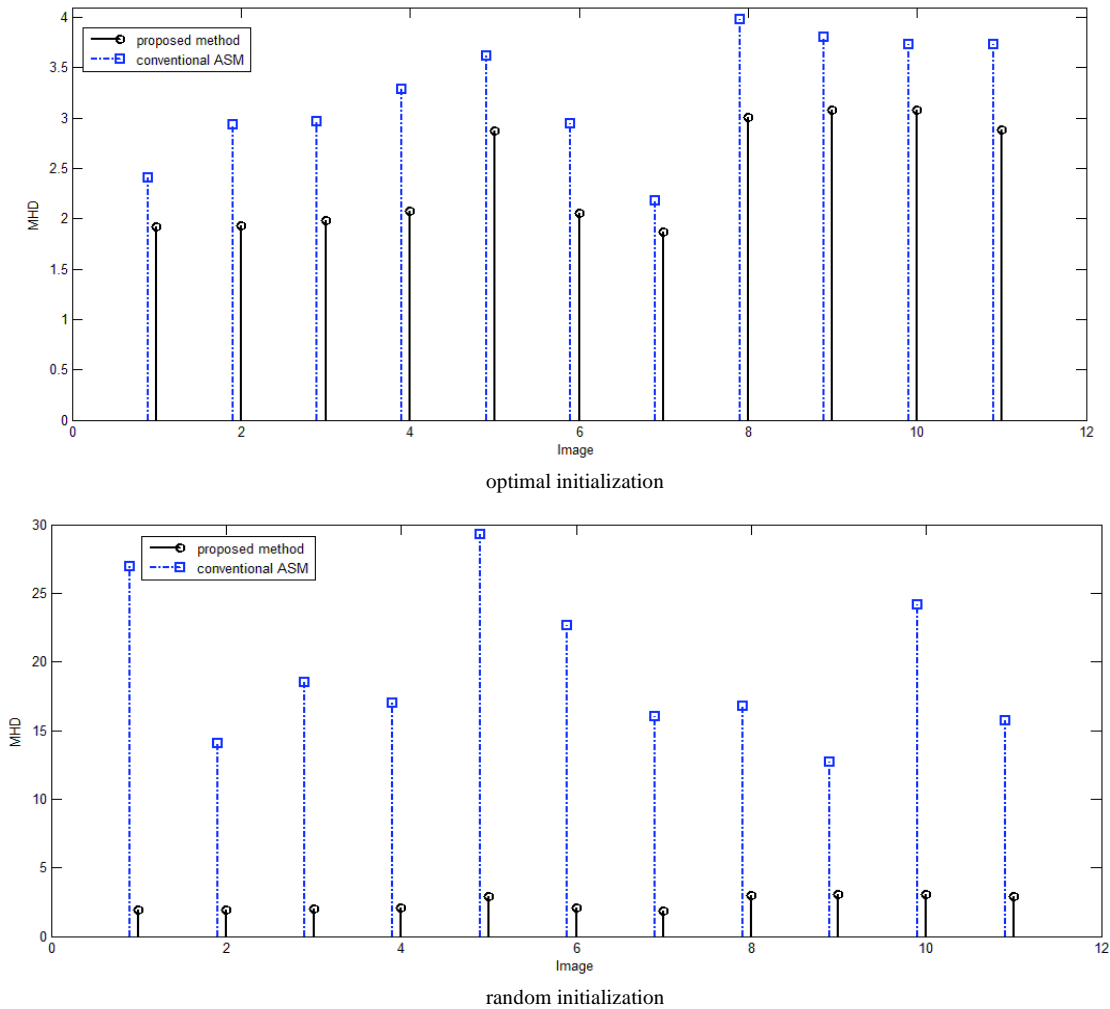 4
3.5
3
2.5
2
1.5
1
0.5
0
MHD
proposed method
conventional ASM
0 2 4 6 8 10 12
Image
optimal initialization
30
25
20
15
10
5
0
MHD
proposed method
conventional ASM
0 2 4 6 8 10 12
Image
random initialization